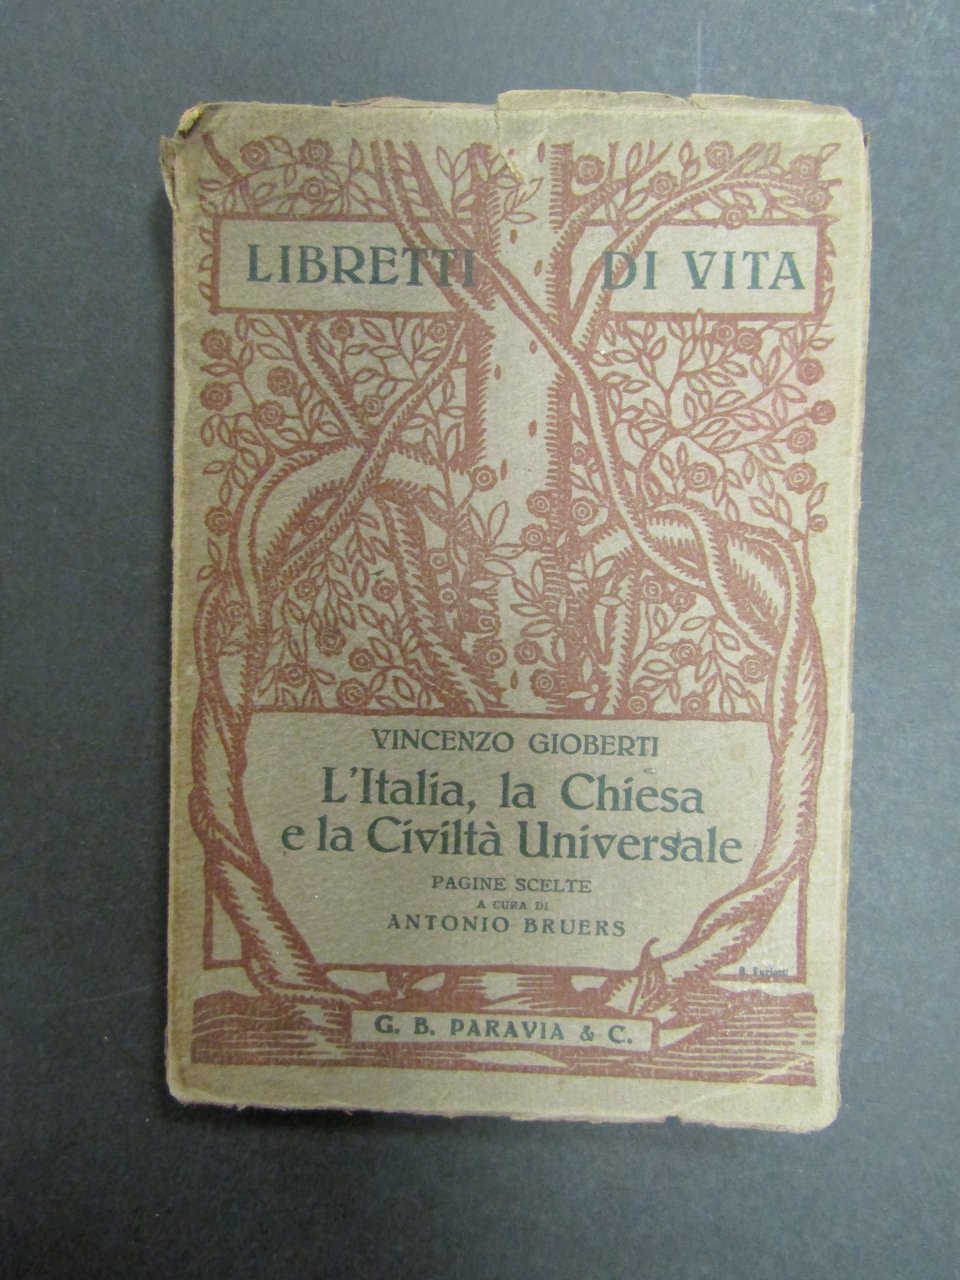 LIBRETTI DI VITA
VINCENZO GIOBERTI
L'Italia, la Chiesa
e la Civiltà Universale
PAGINE SCELTE
A CURA DI
ANTONIO BRUERS
G. B. PARAVIA & C.